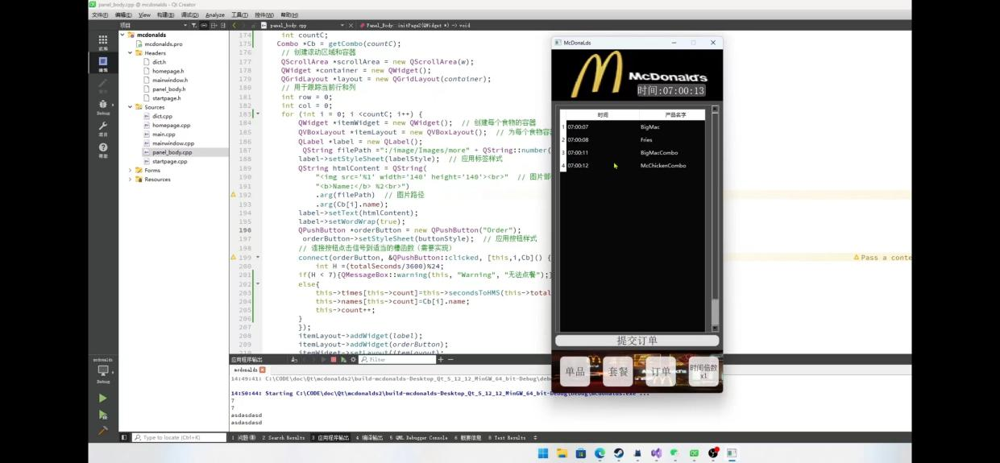 panel_body.cpp @ mcdonalds - Qt Creator
文件(F) 编辑(E) View 构建(B) 调试(D) Analyze 工具(T) 控件(W) 帮助(H)
项目
panel_body.cpp
Panel_Body::initPage2(QWidget *) -> void
mcdonalds
mcdonalds.pro
Headers
dict.h
homepage.h
mainwindow.h
panel_body.h
startpage.h
Sources
dict.cpp
homepage.cpp
main.cpp
mainwindow.cpp
panel_body.cpp
startpage.cpp
Forms
Resources
欢迎
编辑
Debug
项目
帮助
mcdonalds
Debug
174 int countC;
175 Combo *Cb = getCombo(countC);
176 // 创建滚动区域和容器
177 QScrollArea *scrollArea = new QScrollArea(w);
178 QWidget *container = new QWidget();
179 QGridLayout *layout = new QGridLayout(container);
180 // 用于跟踪当前行和列
181 int row = 0;
182 int col = 0;
183 for (int i = 0; i <countC; i++) {
184 QWidget *itemWidget = new QWidget(); // 创建每个食物的容器
185 QVBoxLayout *itemLayout = new QVBoxLayout(); // 为每个食物容
186 QLabel *label = new QLabel();
187 QString filePath =":/image/Images/more" + QString::number(
188 label->setStyleSheet(labelStyle); // 应用标签样式
189 QString htmlContent = QString(
190 "<img src='%1' width='140' height='140'><br>" // 图片部
191 "<b>Name:</b> %2<br>")
192 .arg(filePath) // 图片路径
193 .arg(Cb[i].name);
194 label->setText(htmlContent);
195 label->setWordWrap(true);
196 QPushButton *orderButton = new QPushButton("Order");
197 orderButton->setStyleSheet(buttonStyle); // 应用按钮样式
198 // 连接按钮点击信号到适当的槽函数（需要实现）
199 connect(orderButton, &QPushButton::clicked, [this,i,Cb]() {
200 int H =(totalSeconds/3600)%24;
201 if(H < 7){QMessageBox::warning(this, "Warning", "无法点餐");}
202 else{
203 this->times[this->count]=this->secondsToHMS(this->total
204 this->names[this->count]=Cb[i].name;
205 this->count++;
206 }
207 });
208 itemLayout->addWidget(label);
209 itemLayout->addWidget(orderButton);
itemWidget->setLayout(itemLayout);
Pass a conte
McDonaLds
McDonald's
时间:07:00:13
时间 产品名字
1 07:00:07 BigMac
2 07:00:08 Fries
3 07:00:11 BigMacCombo
4 07:00:12 McChickenCombo
提交订单
单品 套餐 订单 时间倍数
x1
应用程序输出
Filter
mcdonalds
14:49:41: C:\CODE\doc\Qt\mcdonalds2\build-mcdonalds-Desktop_Qt_5_12_12_MinGW_64_bit-Debug\deb
14:50:44: Starting C:\CODE\doc\Qt\mcdonalds2\build-mcdonalds-Desktop_Qt_5_12_12_MinGW_64_bit-Debug\debug\mcdonalds.exe ...
7
7
asdasdasd
asdasdasd
Type to locate (Ctrl+K)
1 问题 2 Search Results 3 应用程序输出 4 编译输出 5 QML Debugger Console 6 概要信息 8 Test Results